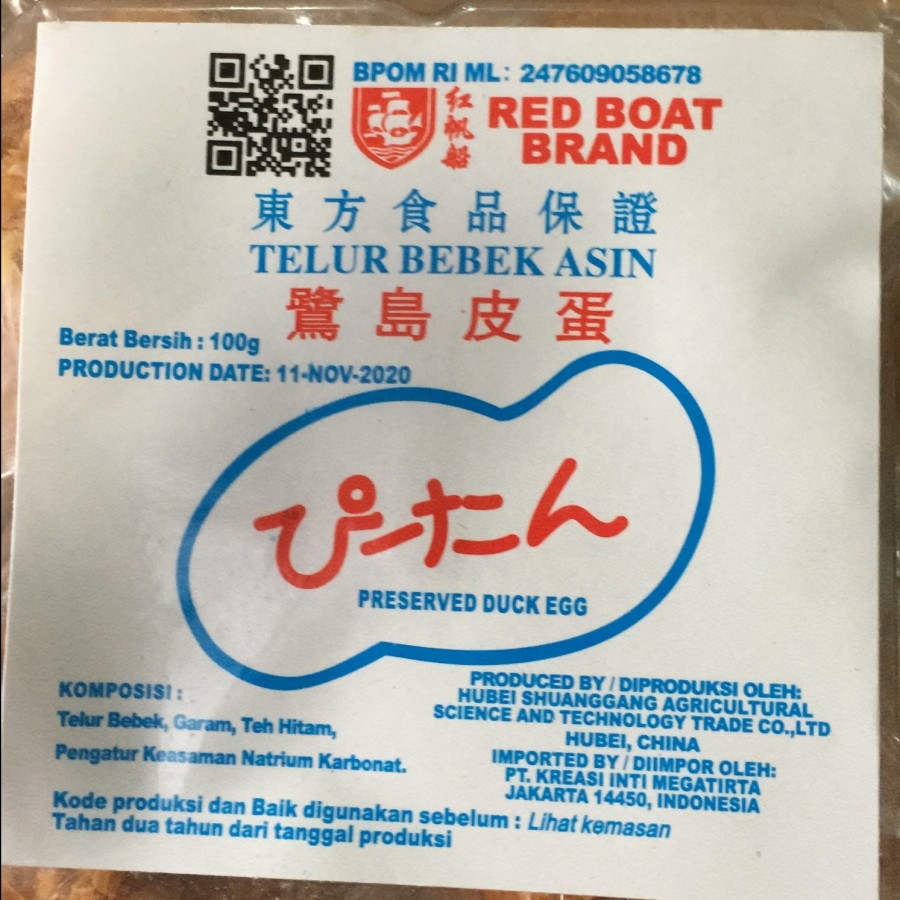 BPOM RI ML: 247609058678
红帆船
RED BOAT
BRAND
東方食品保證
TELUR BEBEK ASIN
鷺島皮蛋
Berat Bersih : 100g
PRODUCTION DATE: 11-NOV-2020
ぴーたん
PRESERVED DUCK EGG
KOMPOSISI :
Telur Bebek, Garam, Teh Hitam,
Pengatur Keasaman Natrium Karbonat.
PRODUCED BY / DIPRODUKSI OLEH:
HUBEI SHUANGGANG AGRICULTURAL
SCIENCE AND TECHNOLOGY TRADE CO.,LTD
HUBEI, CHINA
IMPORTED BY / DIIMPOR OLEH:
PT. KREASI INTI MEGATIRTA
JAKARTA 14450, INDONESIA
Kode produksi dan Baik digunakan sebelum : Lihat kemasan
Tahan dua tahun dari tanggal produksi